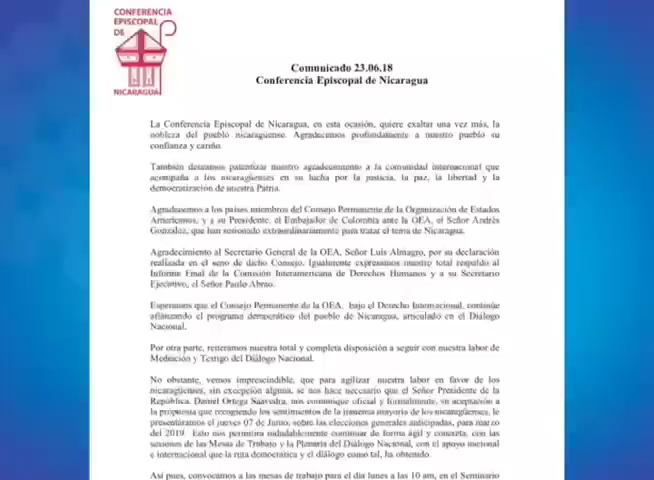 CONFERENCIA
EPISCOPAL
DE
NICARAGUA
Comunicado 23.06.18
Conferencia Episcopal de Nicaragua
La Conferencia Episcopal de Nicaragua, en esta ocasión, quiere exaltar una vez más, la
nobleza del pueblo nicaragüense. Agradecemos profundamente a nuestro pueblo su
confianza y cariño.
También deseamos patentizar nuestro agradecimiento a la comunidad internacional que
acompaña a los nicaragüenses en su lucha por la justicia, la paz, la libertad y la
democratización de nuestra Patria.
Agradecemos a los países miembros del Consejo Permanente de la Organización de Estados
Americanos, y a su Presidente, el Embajador de Colombia ante la OEA, el Señor Andrés
González, que han sesionado extraordinariamente para tratar el tema de Nicaragua.
Agradecimiento al Secretario General de la OEA, Señor Luis Almagro, por su declaración
realizada en el seno de dicho Consejo. Igualmente expresamos nuestro total respaldo al
Informe Final de la Comisión Interamericana de Derechos Humanos y a su Secretario
Ejecutivo, el Señor Paulo Abrao.
Esperamos que el Consejo Permanente de la OEA, bajo el Derecho Internacional, continúe
afianzando el programa democrático del pueblo de Nicaragua, articulado en el Diálogo
Nacional.
Por otra parte, reiteramos nuestra total y completa disposición a seguir con nuestra labor de
Mediación y Testigo del Diálogo Nacional.
No obstante, vemos imprescindible, que para agilizar nuestra labor en favor de los
nicaragüenses, sin excepción alguna, se nos hace necesario que el Señor Presidente de la
República, Daniel Ortega Saavedra, nos comunique oficial y formalmente, su aceptación a
la propuesta que recogiendo los sentimientos de la inmensa mayoría de los nicaragüenses, le
presentáramos el jueves 07 de Junio, sobre las elecciones generales anticipadas, para marzo
del 2019. Esto nos permitirá indudablemente continuar de forma ágil y concreta, con las
sesiones de las Mesas de Trabajo y la Plenaria del Diálogo Nacional, con el apoyo nacional
e internacional que la ruta democrática y el diálogo como tal, ha obtenido.
Así pues, convocamos a las mesas de trabajo para el día lunes a las 10 am, en el Seminario